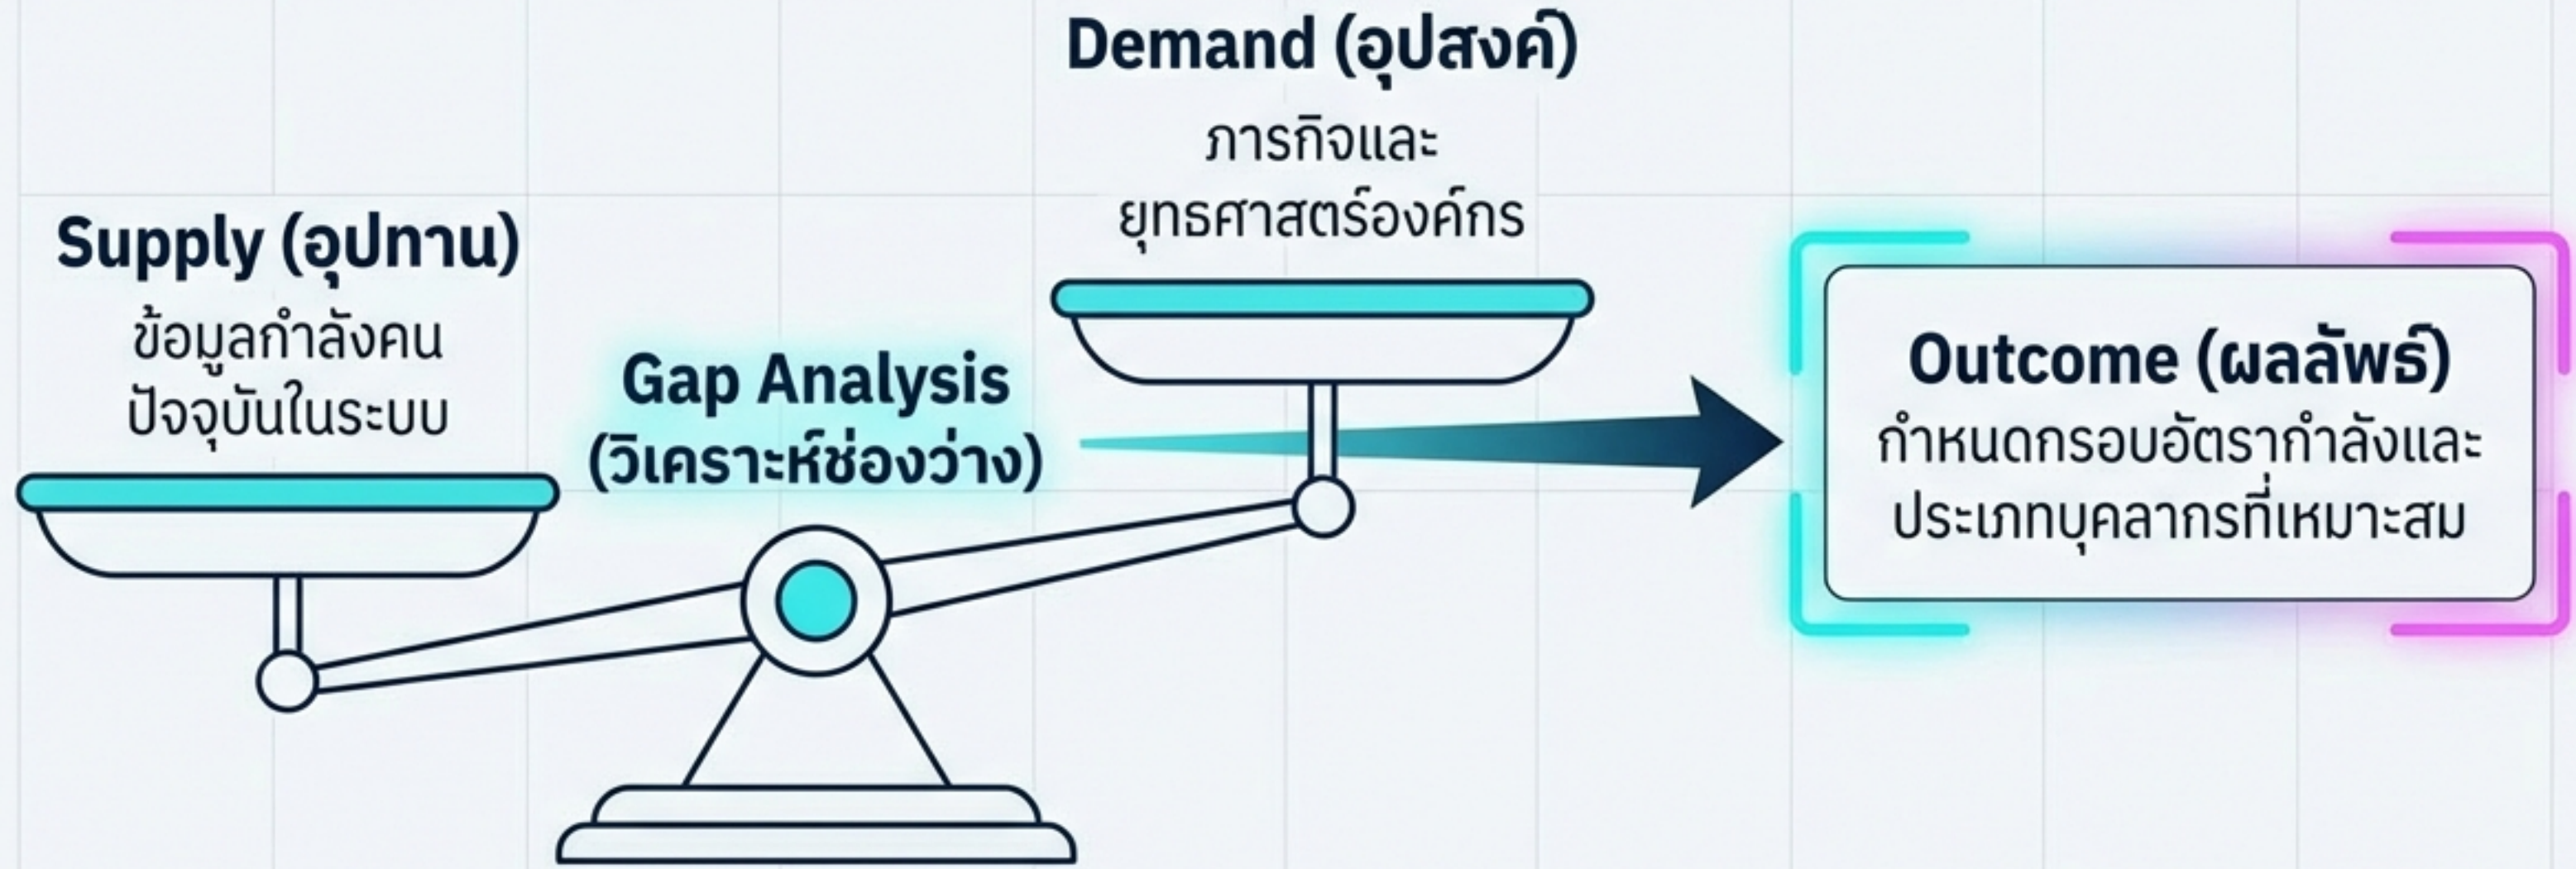 Supply (อุปทาน)
ข้อมูลกำลังคน
ปัจจุบันในระบบ
Gap Analysis
(วิเคราะห์ช่องว่าง)
Demand (อุปสงค์)
ภารกิจและ
ยุทธศาสตร์องค์กร
Outcome (ผลลัพธ์)
กำหนดกรอบอัตรากำลังและ
ประเภทบุคลากรที่เหมาะสม